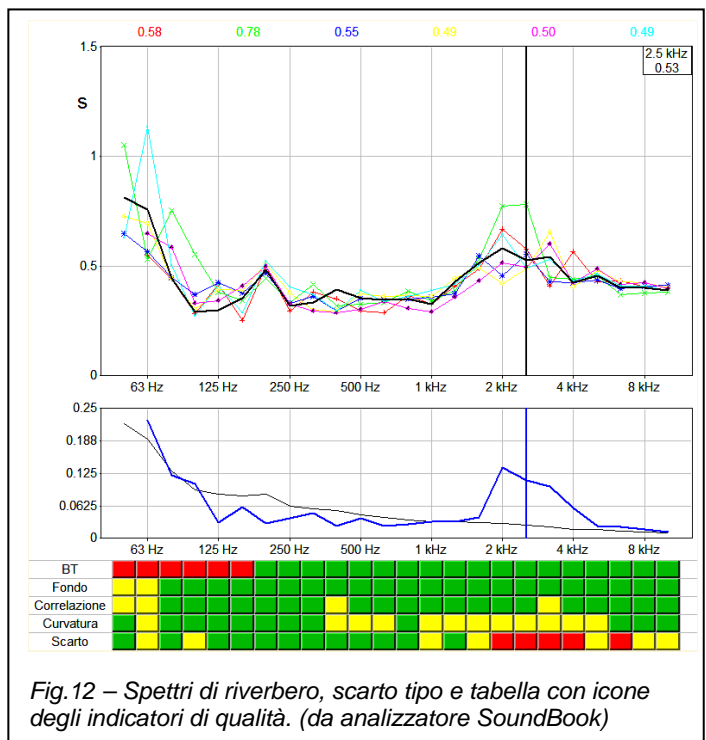 0.58 0.78 0.55 0.49 0.50 0.49
1.5
2.5 kHz
0.53
s
1
0.5
0
63 Hz 125 Hz 250 Hz 500 Hz 1 kHz 2 kHz 4 kHz 8 kHz
0.25
0.188
0.125
0.0625
0
63 Hz 125 Hz 250 Hz 500 Hz 1 kHz 2 kHz 4 kHz 8 kHz
BT
Fondo
Correlazione
Curvatura
Scarto
Fig.12 – Spettri di riverbero, scarto tipo e tabella con icone
degli indicatori di qualità. (da analizzatore SoundBook)